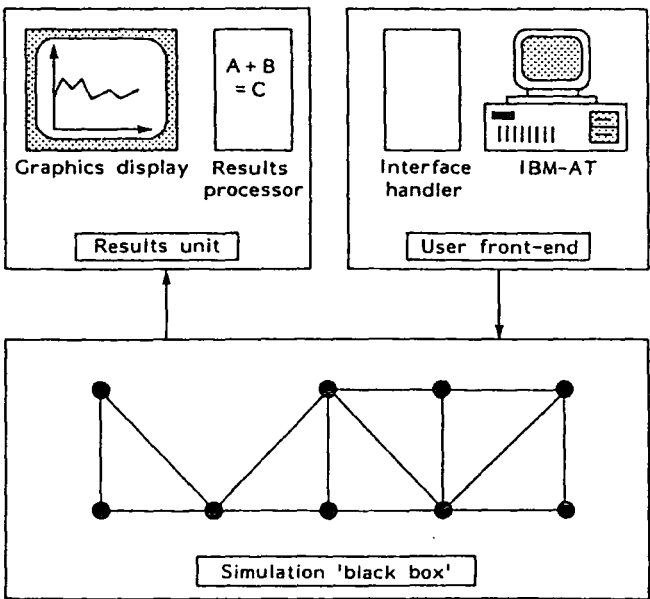 A + B
= C
Graphics display
Results
processor
Results unit
Interface
handler
IBM-AT
User front-end
Simulation 'black box'